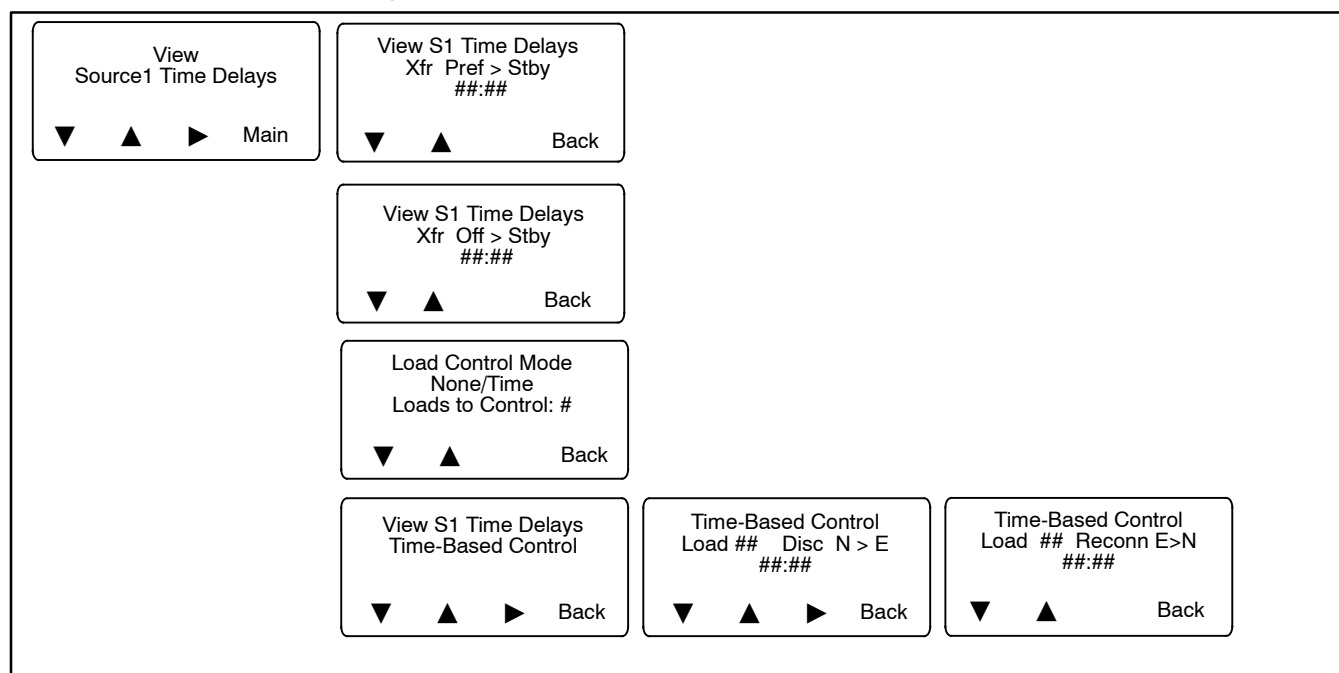 View
Source1 Time Delays
▼ ▲ ▶ Main
View S1 Time Delays
Xfr Pref > Stby
##:##
▼ ▲ Back
View S1 Time Delays
Xfr Off > Stby
##:##
▼ ▲ Back
Load Control Mode
None/Time
Loads to Control: #
▼ ▲ Back
View S1 Time Delays
Time-Based Control
▼ ▲ ▶ Back
Time-Based Control
Load ## Disc N > E
##:##
▼ ▲ ▶ Back
Time-Based Control
Load ## Reconn E>N
##:##
▼ ▲ Back